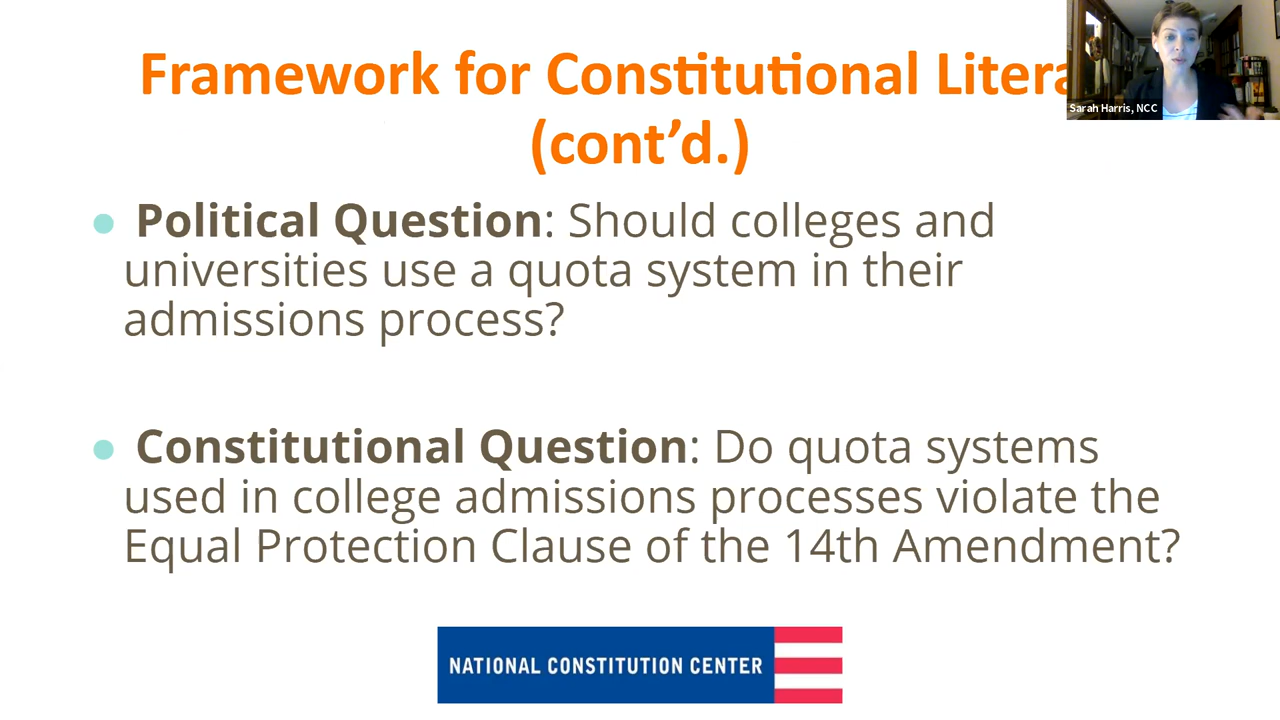 Framework for Constitutional Litera
(cont’d.)
Sarah Harris, NCC
● Political Question: Should colleges and
universities use a quota system in their
admissions process?
● Constitutional Question: Do quota systems
used in college admissions processes violate the
Equal Protection Clause of the 14th Amendment?
NATIONAL CONSTITUTION CENTER